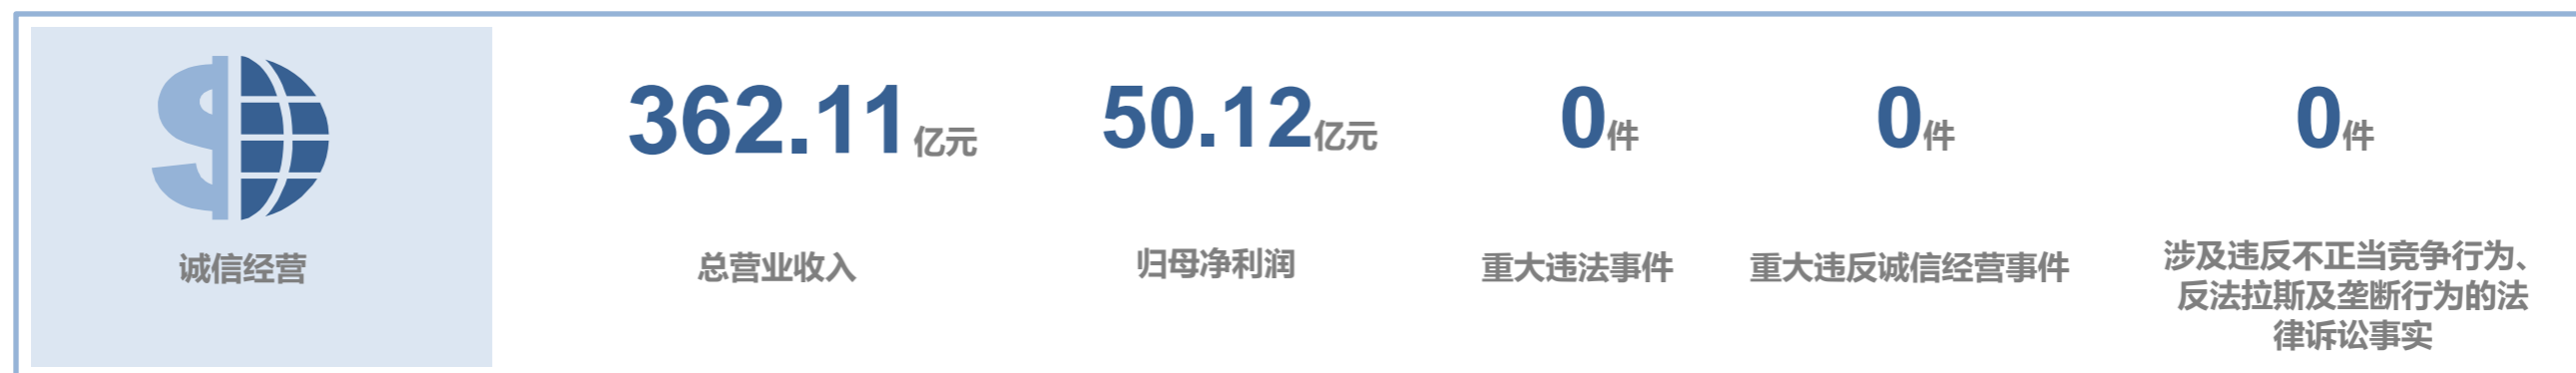 诚信经营
362.11亿元
总营业收入
50.12亿元
归母净利润
0件
重大违法事件
0件
重大违反诚信经营事件
0件
涉及违反不正当竞争行为、
反法拉斯及垄断行为的法
律诉讼事实